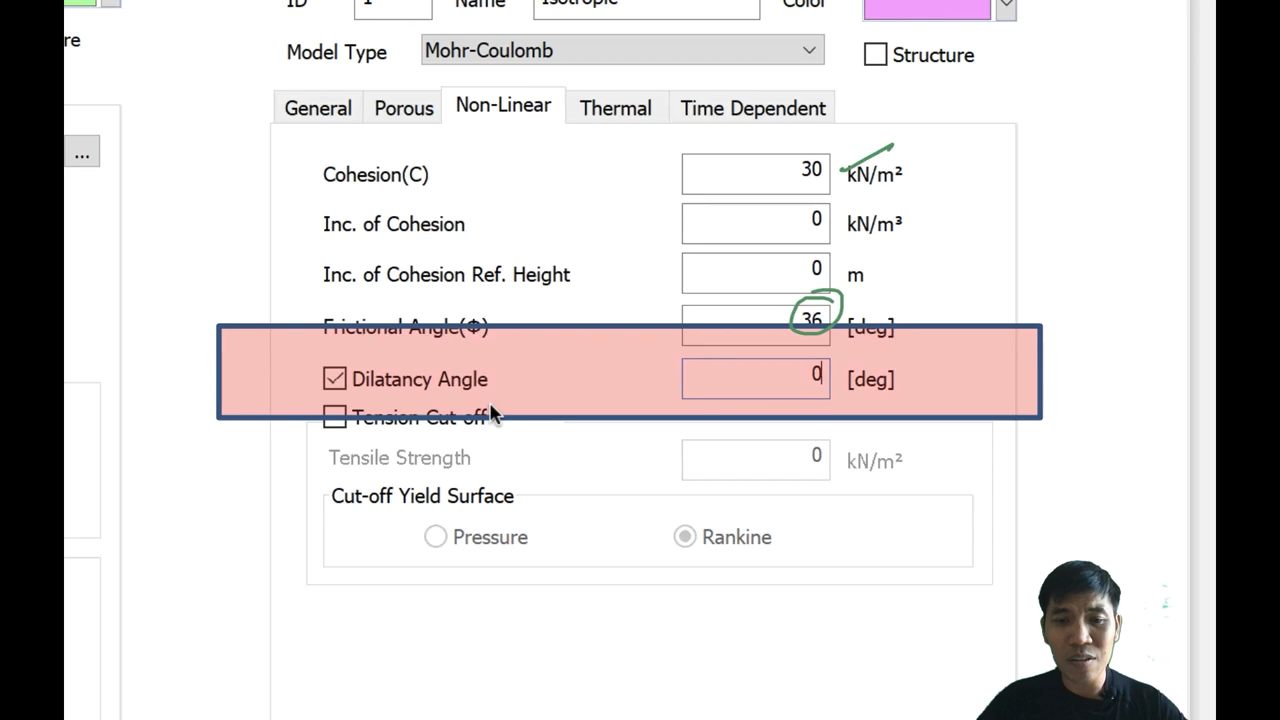 ID 1 Name Isotropic Color
re
Model Type Mohr-Coulomb Structure
General Porous Non-Linear Thermal Time Dependent
...
Cohesion(C) 30 kN/m²
Inc. of Cohesion 0 kN/m³
Inc. of Cohesion Ref. Height 0 m
Frictional Angle(Φ) 36 [deg]
Dilatancy Angle 0 [deg]
Tension Cut-off
Tensile Strength 0 kN/m²
Cut-off Yield Surface
Pressure Rankine